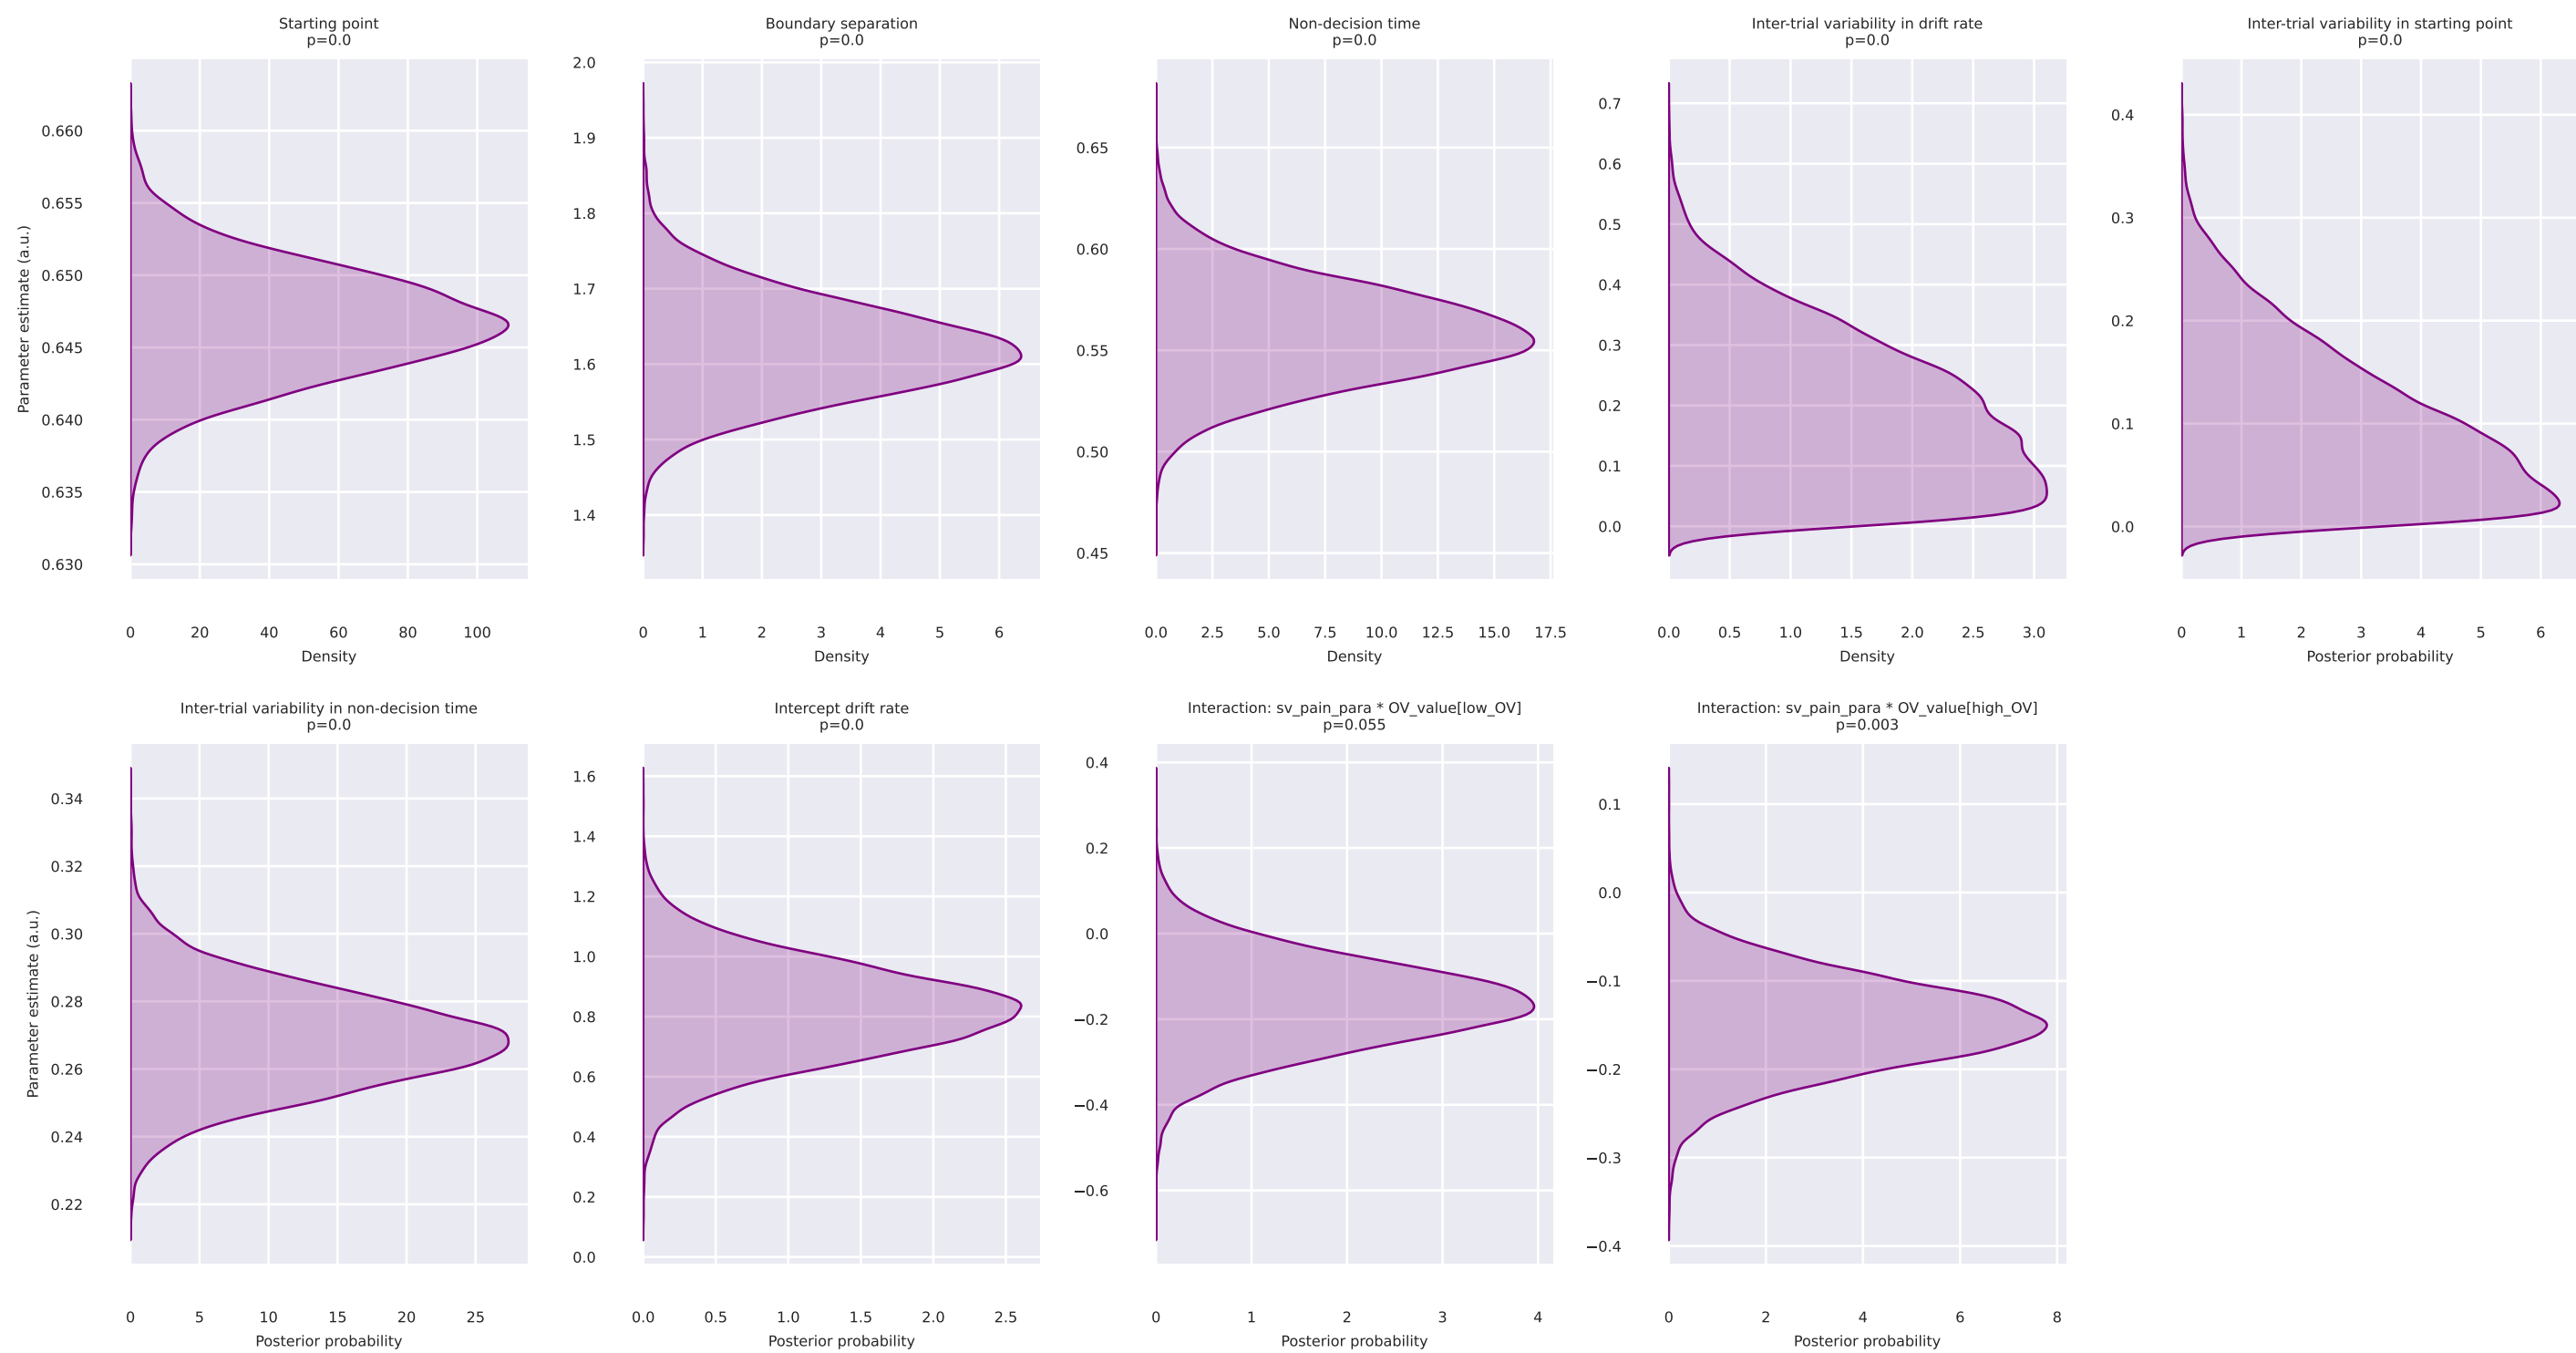 Starting point
p=0.0
Boundary separation
p=0.0
Non-decision time
p=0.0
Inter-trial variability in drift rate
p=0.0
Inter-trial variability in starting point
p=0.0
Parameter estimate (a.u.)
0.660
0.655
0.650
0.645
0.640
0.635
0.630
0 20 40 60 80 100
Density
2.0
1.9
1.8
1.7
1.6
1.5
1.4
0 1 2 3 4 5 6
Density
0.65
0.60
0.55
0.50
0.45
0.0 2.5 5.0 7.5 10.0 12.5 15.0 17.5
Density
0.7
0.6
0.5
0.4
0.3
0.2
0.1
0.0
0.0 0.5 1.0 1.5 2.0 2.5 3.0
Density
0.4
0.3
0.2
0.1
0.0
0 1 2 3 4 5 6
Posterior probability
Inter-trial variability in non-decision time
p=0.0
Intercept drift rate
p=0.0
Interaction: sv_pain_para * OV_value[low_OV]
p=0.055
Interaction: sv_pain_para * OV_value[high_OV]
p=0.003
Parameter estimate (a.u.)
0.34
0.32
0.30
0.28
0.26
0.24
0.22
0 5 10 15 20 25
Posterior probability
1.6
1.4
1.2
1.0
0.8
0.6
0.4
0.2
0.0
0.0 0.5 1.0 1.5 2.0 2.5
Posterior probability
0.4
0.2
0.0
−0.2
−0.4
−0.6
0 1 2 3 4
Posterior probability
0.1
0.0
−0.1
−0.2
−0.3
−0.4
0 2 4 6 8
Posterior probability